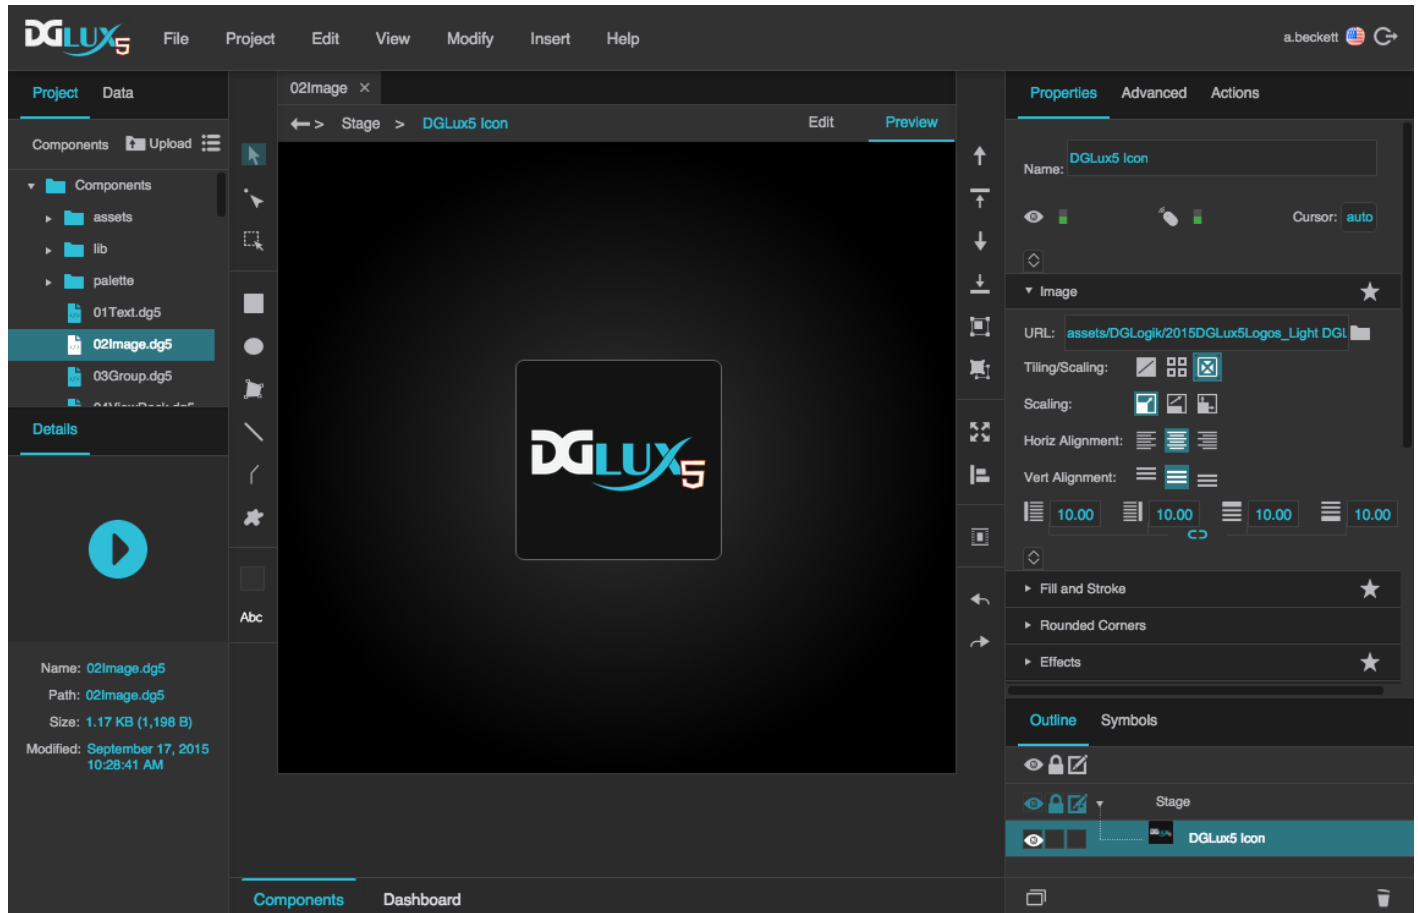 DGLUX5 File Project Edit View Modify Insert Help a.beckett
Project Data
Components Upload
Components
assets
lib
palette
01Text.dg5
02Image.dg5
03Group.dg5
Details
Name: 02Image.dg5
Path: 02Image.dg5
Size: 1.17 KB (1,198 B)
Modified: September 17, 2015
10:28:41 AM
Abc
02Image ×
> Stage > DGLux5 Icon Edit Preview
DGLUX5
Components Dashboard
Properties Advanced Actions
Name: DGLux5 Icon
Cursor: auto
Image
URL: assets/DGLogik/2015DGLux5Logos_Light DGL
Tiling/Scaling:
Scaling:
Horiz Alignment:
Vert Alignment:
10.00 10.00 10.00 10.00
Fill and Stroke
Rounded Corners
Effects
Outline Symbols
Stage
DGLux5 Icon